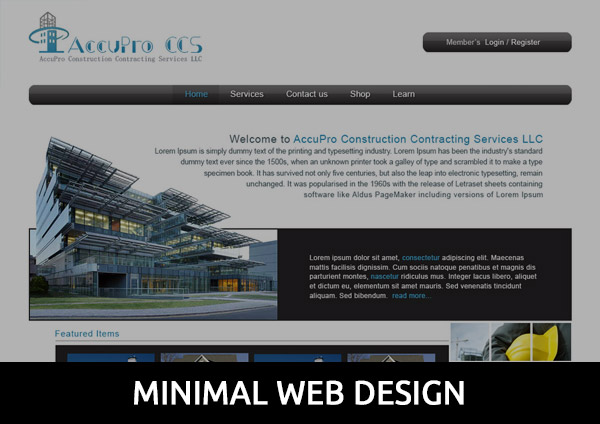 AccuPro CCS
AccuPro Construction Contracting Services LLC
Member's Login / Register
Home Services Contact us Shop Learn
Welcome to AccuPro Construction Contracting Services LLC
Lorem Ipsum is simply dummy text of the printing and typesetting industry. Lorem Ipsum has been the industry's standard
dummy text ever since the 1500s, when an unknown printer took a galley of type and scrambled it to make a type
specimen book. It has survived not only five centuries, but also the leap into electronic typesetting, remain
unchanged. It was popularised in the 1960s with the release of Letraset sheets containing
software like Aldus PageMaker including versions of Lorem Ipsum
Lorem ipsum dolor sit amet, consectetur adipiscing elit. Maecenas
mattis facilisis dignissim. Cum sociis natoque penatibus et magnis dis
parturient montes, nascetur ridiculus mus. Integer lacus libero, aliquet
et dictum eu, elementum sit amet mauris. Sed venenatis tincidunt
aliquam. Sed bibendum. read more...
Featured Items
MINIMAL WEB DESIGN